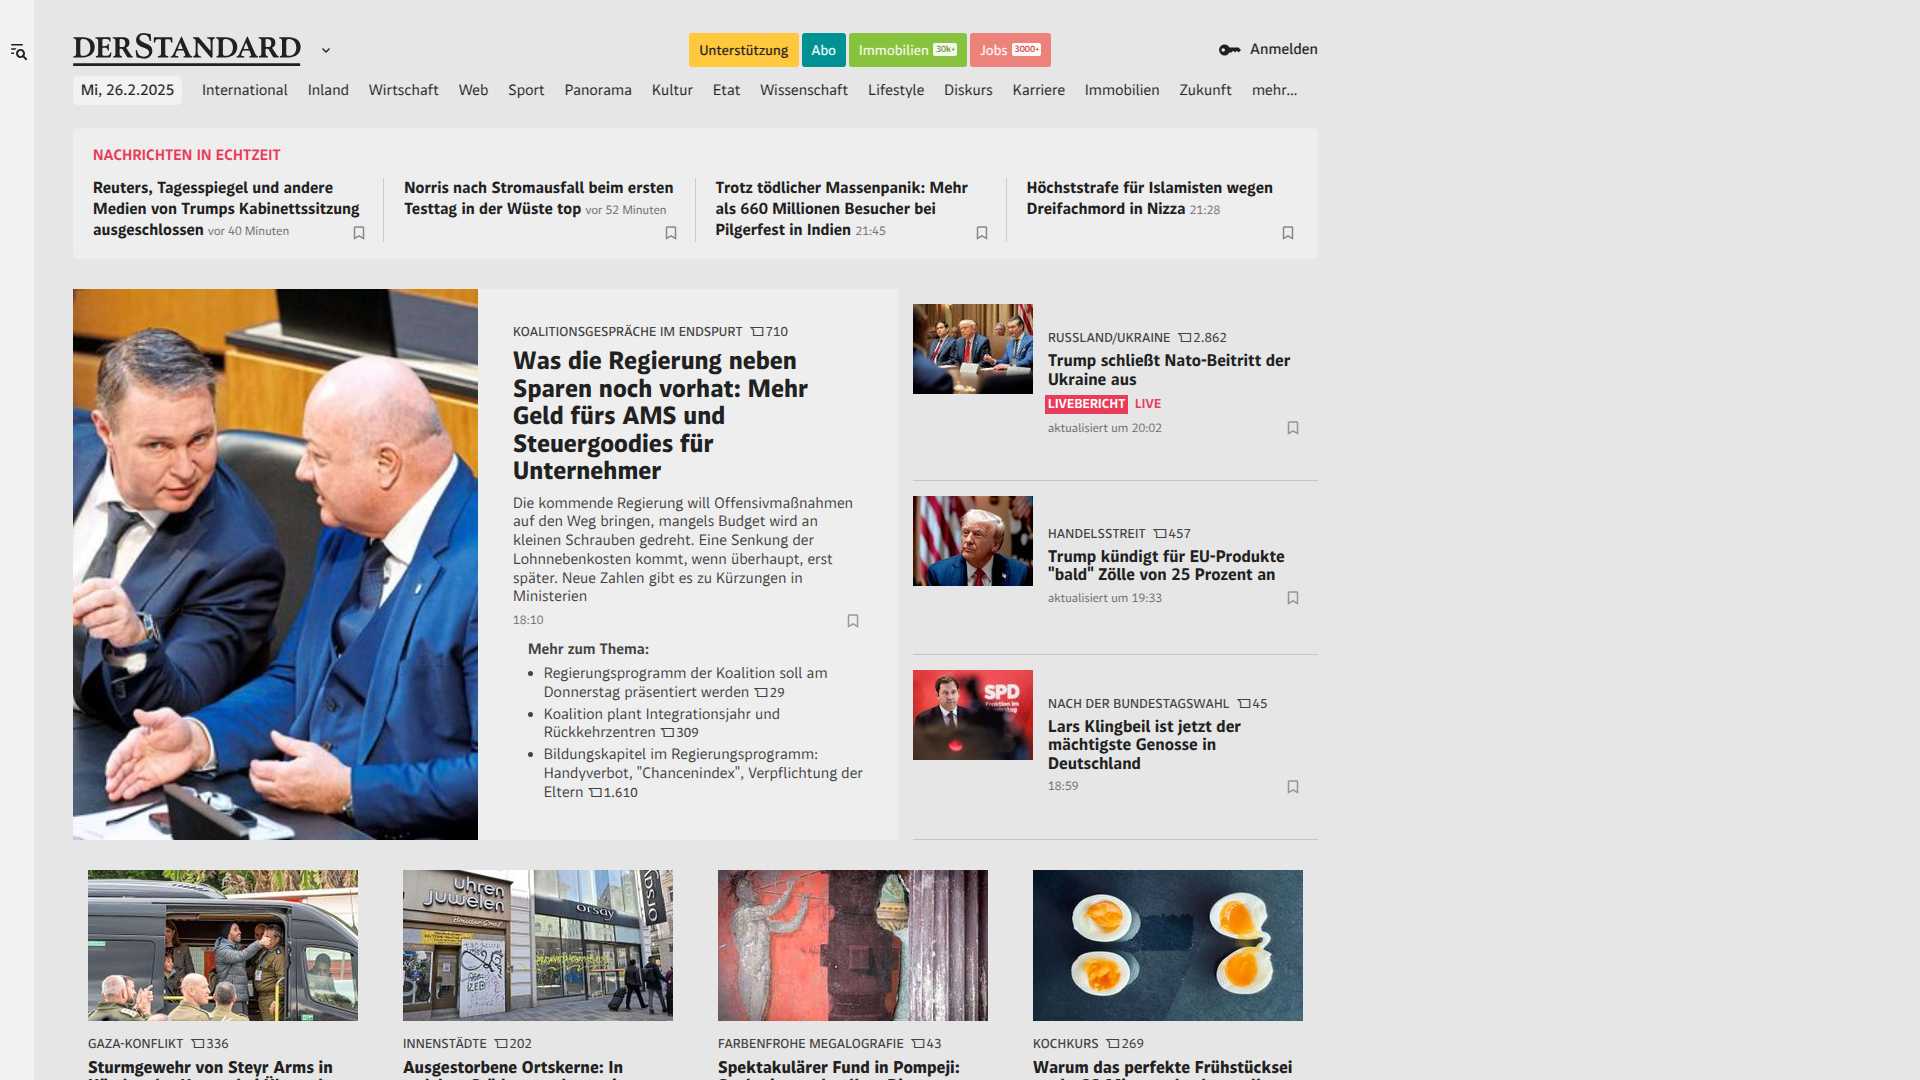 DERSTANDARD
Unterstützung
Abo
Immobilien 30k+
Jobs 3000+
Anmelden
Mi, 26.2.2025
International
Inland
Wirtschaft
Web
Sport
Panorama
Kultur
Etat
Wissenschaft
Lifestyle
Diskurs
Karriere
Immobilien
Zukunft
mehr...
NACHRICHTEN IN ECHTZEIT
Reuters, Tagesspiegel und andere
Medien von Trumps Kabinettssitzung
ausgeschlossen vor 40 Minuten
Norris nach Stromausfall beim ersten
Testtag in der Wüste top vor 52 Minuten
Trotz tödlicher Massenpanik: Mehr
als 660 Millionen Besucher bei
Pilgerfest in Indien 21:45
Höchststrafe für Islamisten wegen
Dreifachmord in Nizza 21:28
KOALITIONSGESPRÄCHE IM ENDSPURT 710
Was die Regierung neben
Sparen noch vorhat: Mehr
Geld fürs AMS und
Steuergoodies für
Unternehmer
Die kommende Regierung will Offensivmaßnahmen
auf den Weg bringen, mangels Budget wird an
kleinen Schrauben gedreht. Eine Senkung der
Lohnnebenkosten kommt, wenn überhaupt, erst
später. Neue Zahlen gibt es zu Kürzungen in
Ministerien
18:10
Mehr zum Thema:
• Regierungsprogramm der Koalition soll am
Donnerstag präsentiert werden 29
• Koalition plant Integrationsjahr und
Rückkehrzentren 309
• Bildungskapitel im Regierungsprogramm:
Handyverbot, "Chancenindex", Verpflichtung der
Eltern 1.610
RUSSLAND/UKRAINE 2.862
Trump schließt Nato-Beitritt der
Ukraine aus
LIVEBERICHT LIVE
aktualisiert um 20:02
HANDELSSTREIT 457
Trump kündigt für EU-Produkte
"bald" Zölle von 25 Prozent an
aktualisiert um 19:33
SPD
Fraktion im
NACH DER BUNDESTAGSWAHL 45
Lars Klingbeil ist jetzt der
mächtigste Genosse in
Deutschland
18:59
GAZA-KONFLIKT 336
Sturmgewehr von Steyr Arms in
uhren
juwelen
orsay
orsay
INNENSTÄDTE 202
Ausgestorbene Ortskerne: In
FARBENFROHE MEGALOGRAFIE 43
Spektakulärer Fund in Pompeji:
KOCHKURS 269
Warum das perfekte Frühstücksei